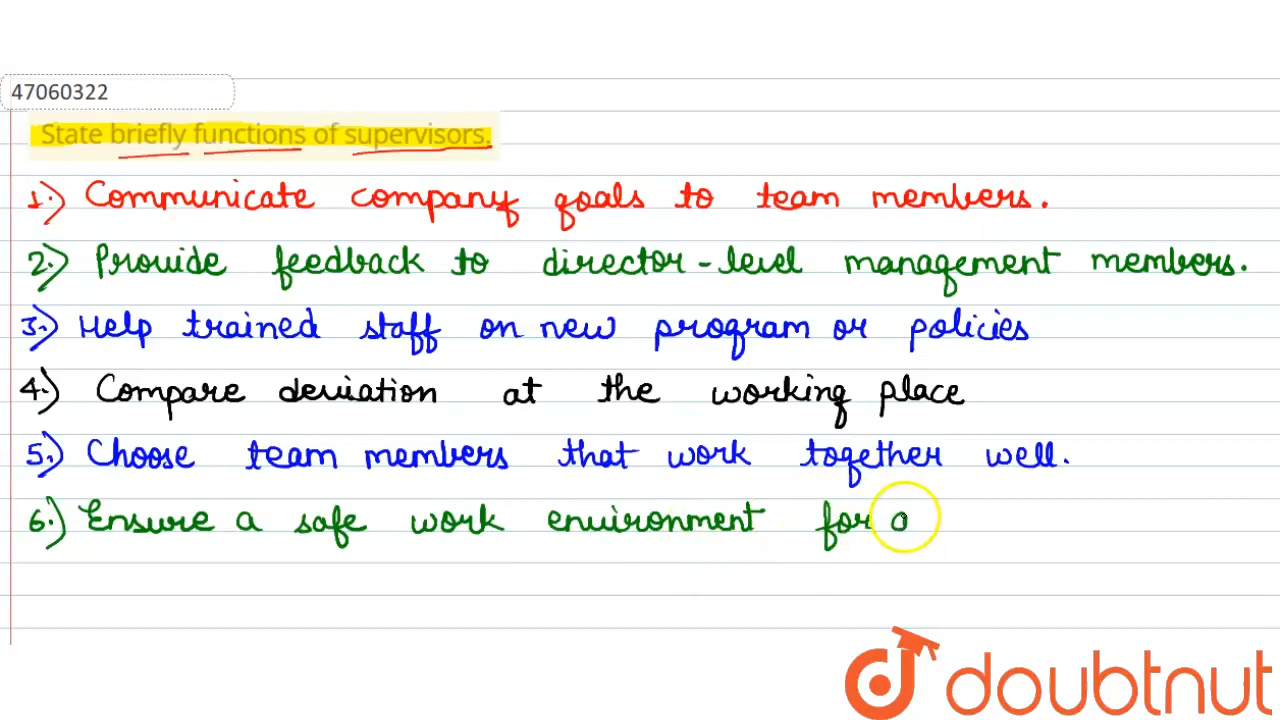 47060322
State briefly functions of supervisors.
1.) Communicate company goals to team members.
2.) Provide feedback to director-level management members.
3.) Help trained staff on new program or policies
4.) Compare deviation at the working place
5.) Choose team members that work together well.
6.) Ensure a safe work environment for a
doubtnut